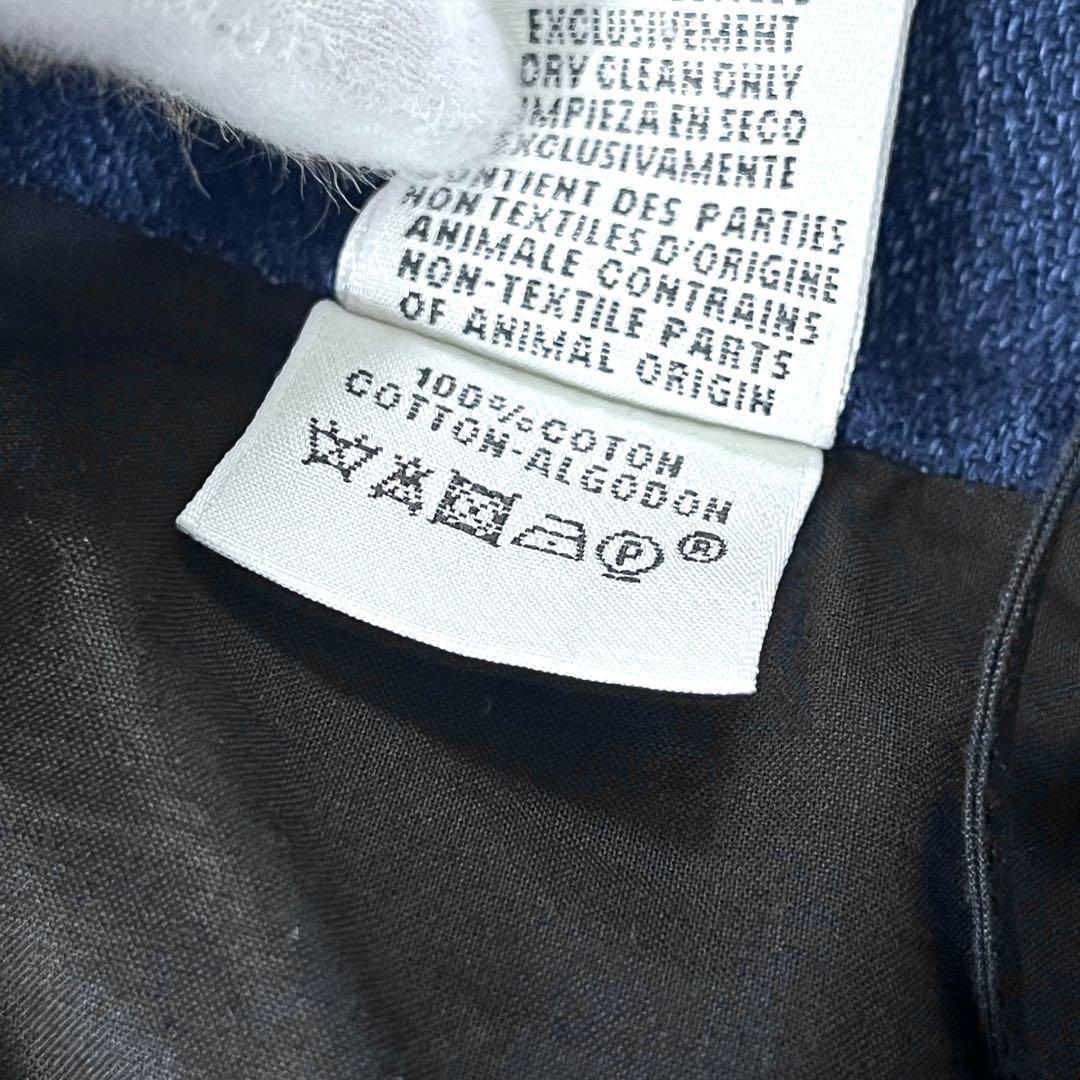 EXCLUSIVEMENT
DRY CLEAN ONLY
LIMPIEZA EN SECO
EXCLUSIVAMENTE
CONTIENT DES PARTIES
NON TEXTILES D'ORIGINE
ANIMALE CONTRAINS
NON-TEXTILE PARTS
OF ANIMAL ORIGIN
100% COTON
COTTON-ALGODON
P ®